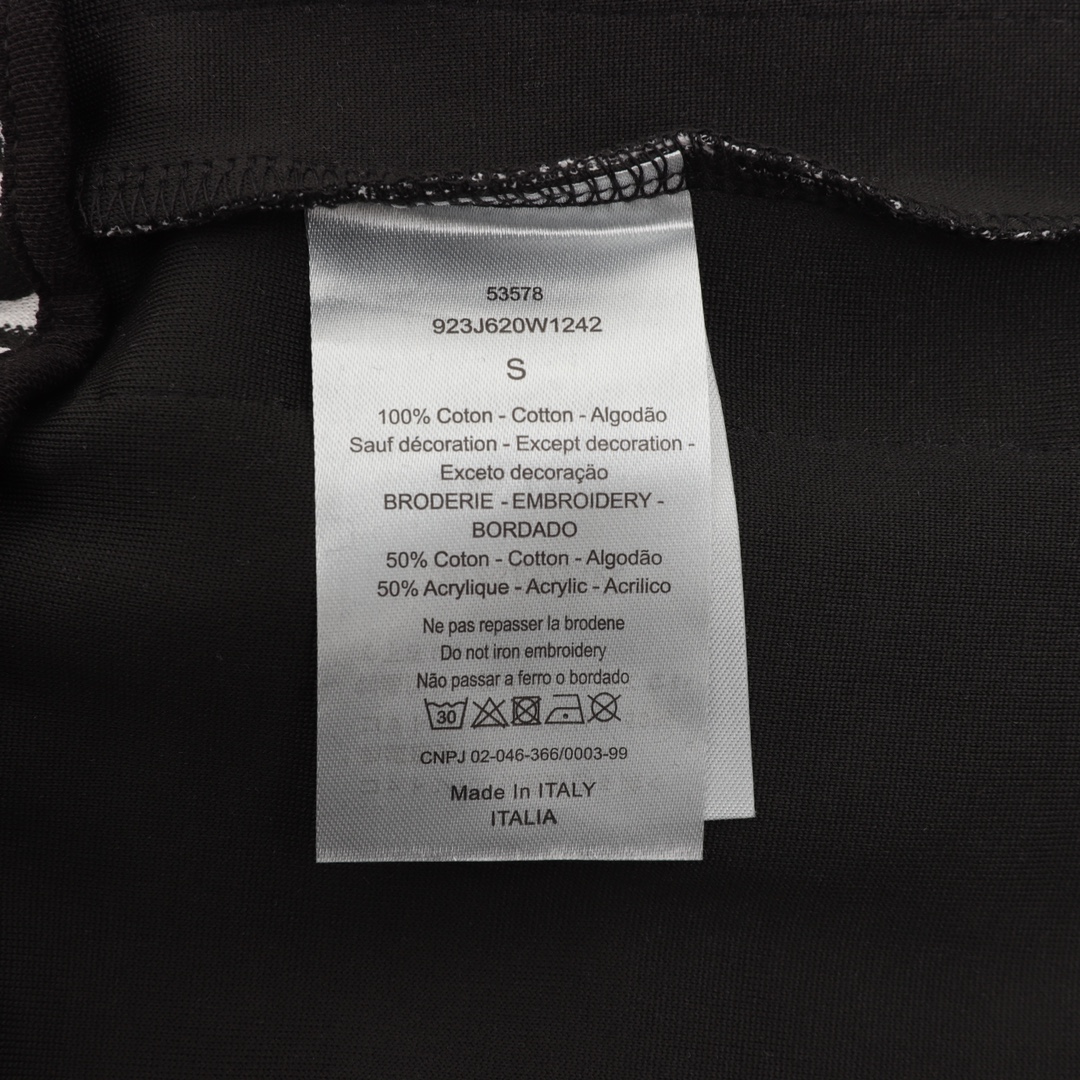 53578
923J620W1242
S
100% Coton - Cotton - Algodão
Sauf décoration - Except decoration -
Exceto decoração
BRODERIE - EMBROIDERY -
BORDADO
50% Coton - Cotton - Algodão
50% Acrylique - Acrylic - Acrilico
Ne pas repasser la brodene
Do not iron embroidery
Não passar a ferro o bordado
30
CNPJ 02-046-366/0003-99
Made In ITALY
ITALIA